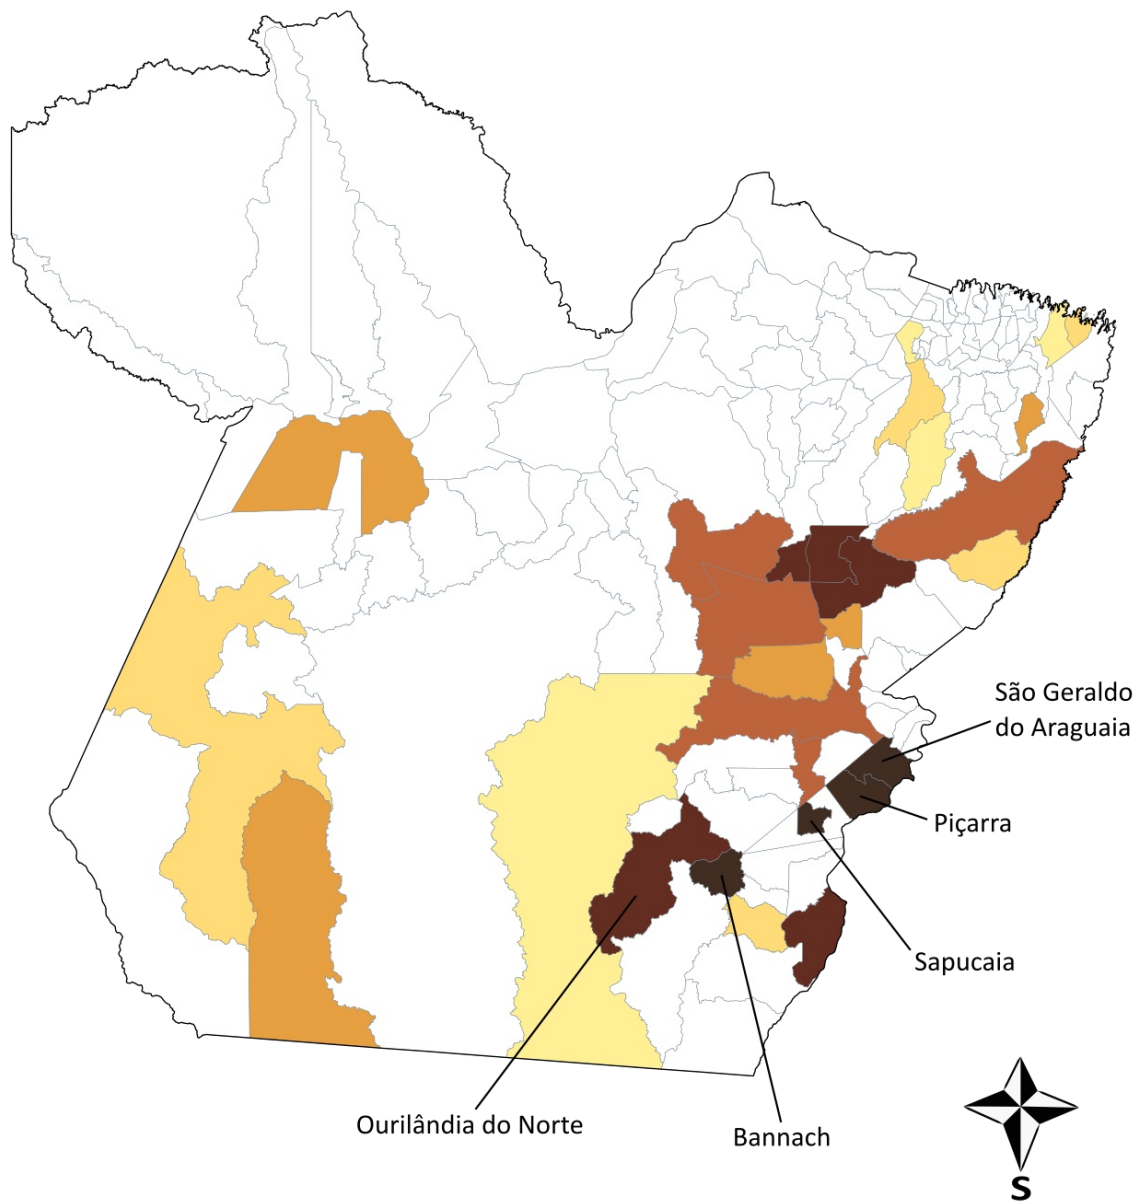 São Geraldo
do Araguaia
Piçarra
Sapucaia
Ourilândia do Norte
Bannach
S